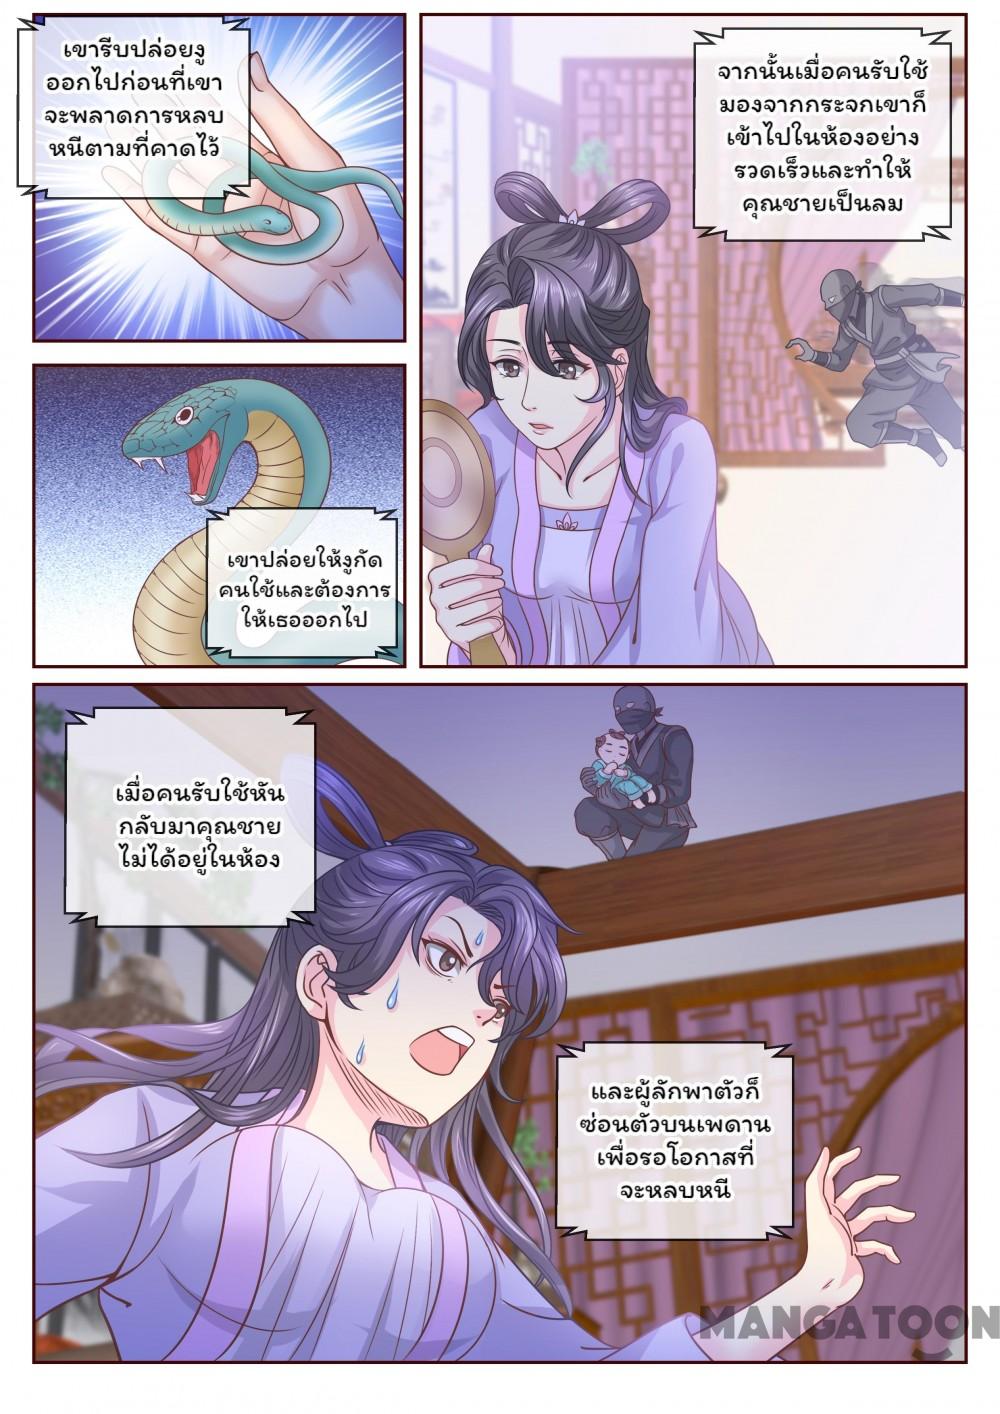 เขารีบปล่อยงู
ออกไปก่อนที่เขา
จะพลาดการหลบ
หนีตามที่คาดไว้
จากนั้นเมื่อคนรับใช้
มองจากกระจกเขาก็
เข้าไปในห้องอย่าง
รวดเร็วและทำให้
คุณชายเป็นลม
เขาปล่อยให้งูกัด
คนใช้และต้องการ
ให้เธอออกไป
เมื่อคนรับใช้หัน
กลับมาคุณชาย
ไม่ได้อยู่ในห้อง
และผู้ลักพาตัวก็
ซ่อนตัวบนเพดาน
เพื่อรอโอกาสที่
จะหลบหนี
MANGATOON